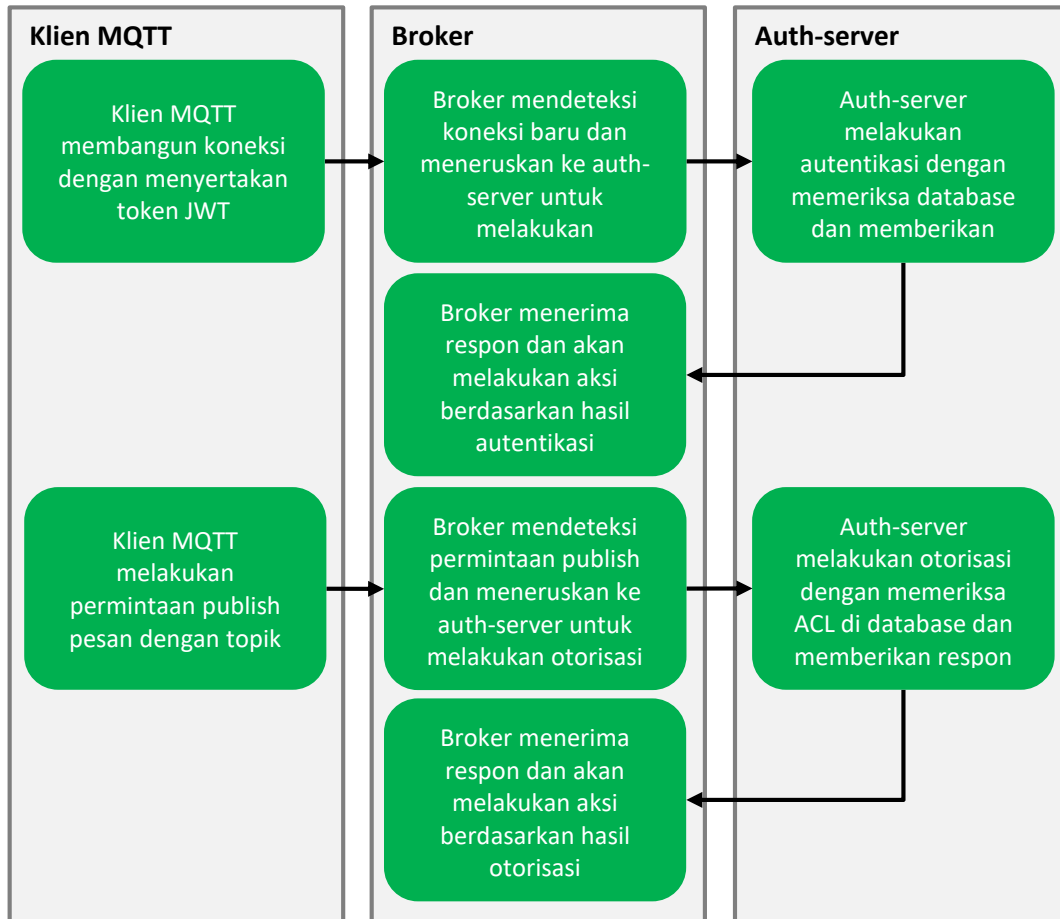 Klien MQTT
Broker
Auth-server
Klien MQTT
membangun koneksi
dengan menyertakan
token JWT
Broker mendeteksi
koneksi baru dan
meneruskan ke auth-
server untuk
melakukan
Auth-server
melakukan
autentikasi dengan
memeriksa database
dan memberikan
Broker menerima
respon dan akan
melakukan aksi
berdasarkan hasil
autentikasi
Klien MQTT
melakukan
permintaan publish
pesan dengan topik
Broker mendeteksi
permintaan publish
dan meneruskan ke
auth-server untuk
melakukan otorisasi
Auth-server
melakukan otorisasi
dengan memeriksa
ACL di database dan
memberikan respon
Broker menerima
respon dan akan
melakukan aksi
berdasarkan hasil
otorisasi